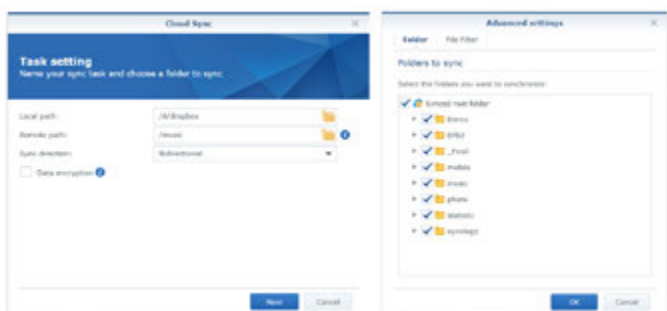 Cloud Sync
Task setting
Name your sync task and choose a folder to sync
Local path:
Remote path: /music
Sync direction: Bidirectional
Data encryption
Next Cancel
Advanced settings
Folder File Filter
Folders to sync
Select the folders you want to synchronize:
Synced root folder
mobile
music
photo
synology
OK Cancel